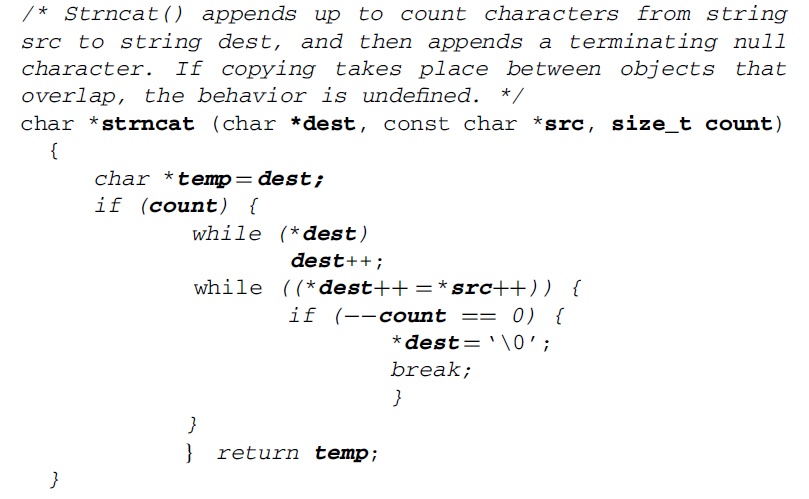 /* Strncat() appends up to count characters from string
src to string dest, and then appends a terminating null
character. If copying takes place between objects that
overlap, the behavior is undefined. */
char *strncat (char *dest, const char *src, size_t count)
{
char *temp=dest;
if (count) {
while (*dest)
dest++;
while ((*dest++=*src++)) {
if (--count == 0) {
*dest=‘\0’;
break;
}
}
} return temp;
}